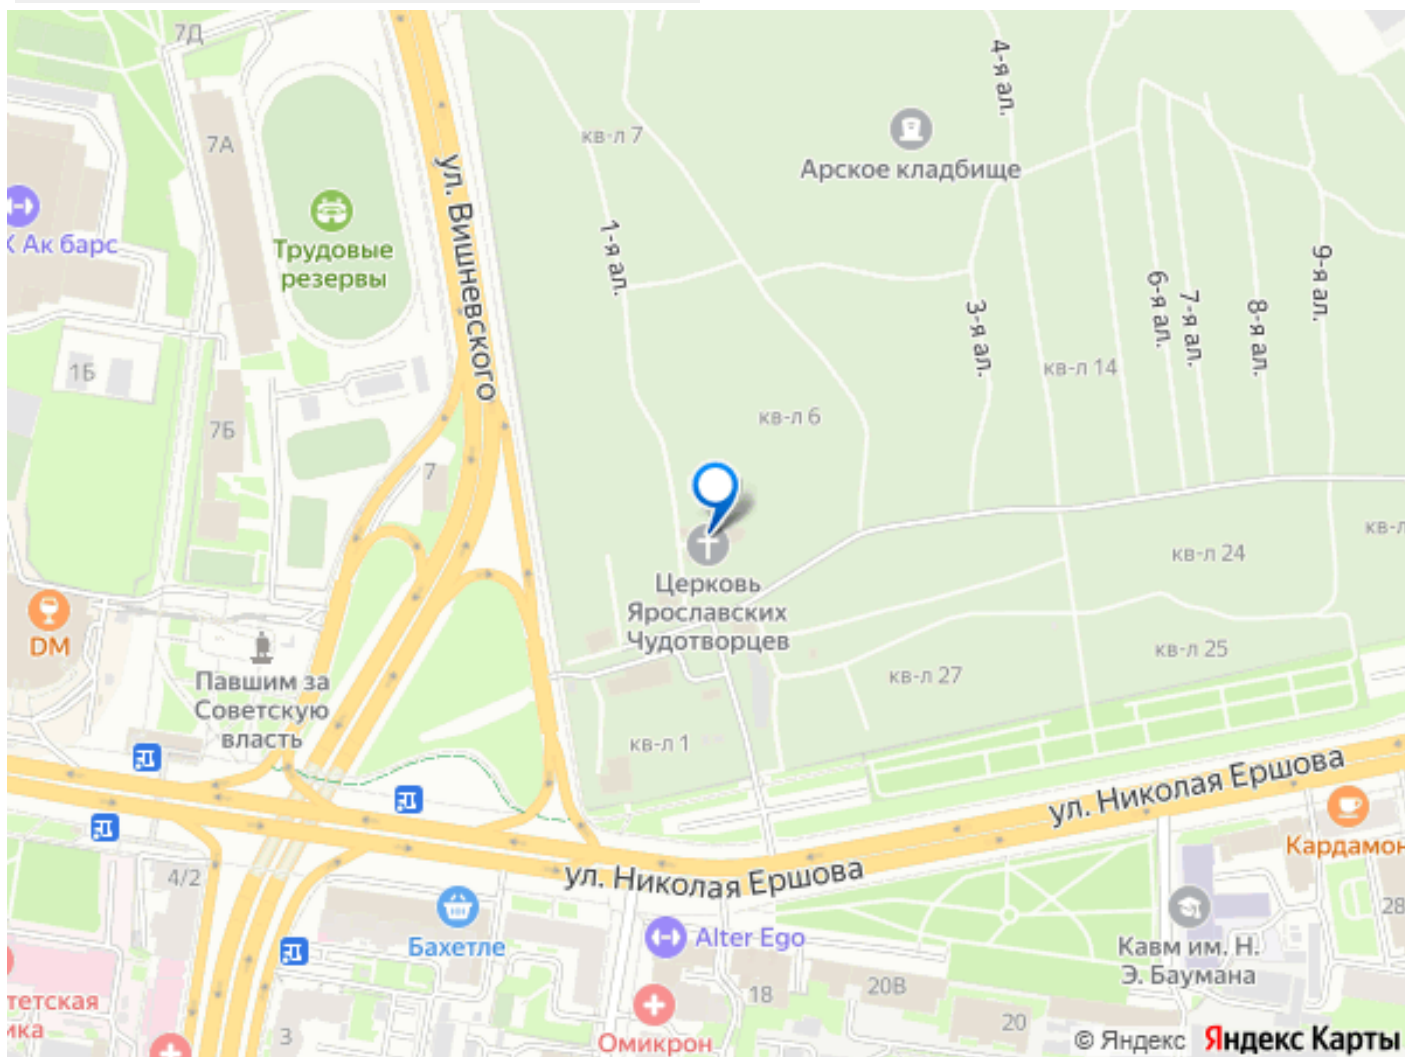 7Д
4-я ал.
7А
кв-л 7
Арское кладбище
ул. Вишневского
К Ак барс
Трудовые
резервы
1-я ал.
9-я ал.
6-я ал.
7-я ал.
8-я ал.
3-я ал.
1Б
кв-л 14
7Б
кв-л 6
7
кв-л
кв-л 24
Церковь
Ярославских
Чудотворцев
DM
кв-л 25
Павшим за
Советскую
власть
кв-л 27
кв-л 1
ул. Николая Ершова
Кардамон
ул. Николая Ершова
4/2
28
Бахетле
Alter Ego
Кавм им. Н.
Э. Баумана
18
20В
тетская
ика
3
Омикрон
20
© Яндекс Яндекс Карты